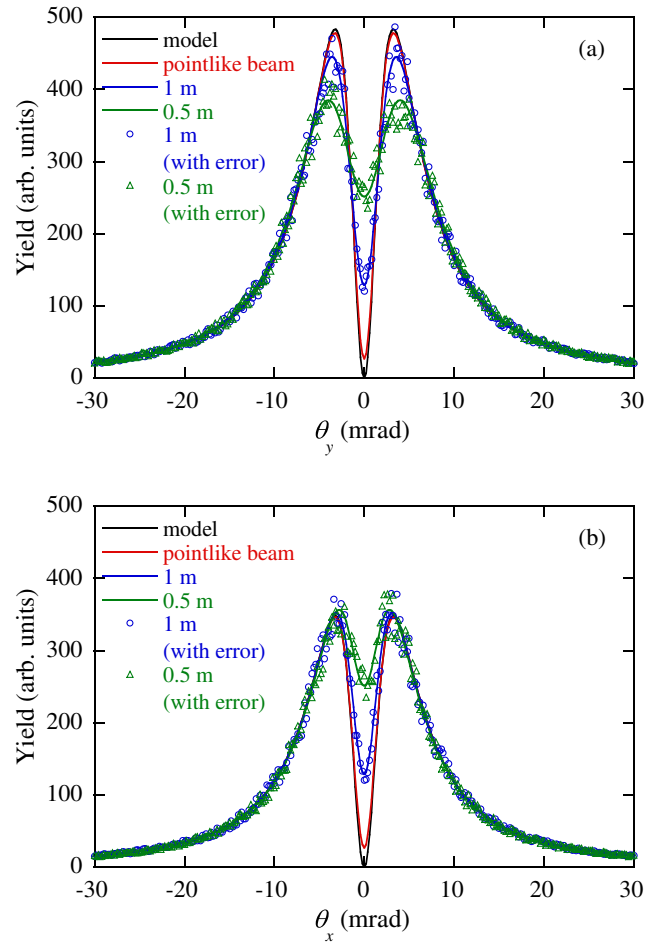 500
400
300
200
100
0
Yield (arb. units)
model
pointlike beam
1 m
0.5 m
1 m
(with error)
0.5 m
(with error)
(a)
-30 -20 -10 0 10 20 30
θy (mrad)
500
400
300
200
100
0
Yield (arb. units)
model
pointlike beam
1 m
0.5 m
1 m
(with error)
0.5 m
(with error)
(b)
-30 -20 -10 0 10 20 30
θx (mrad)